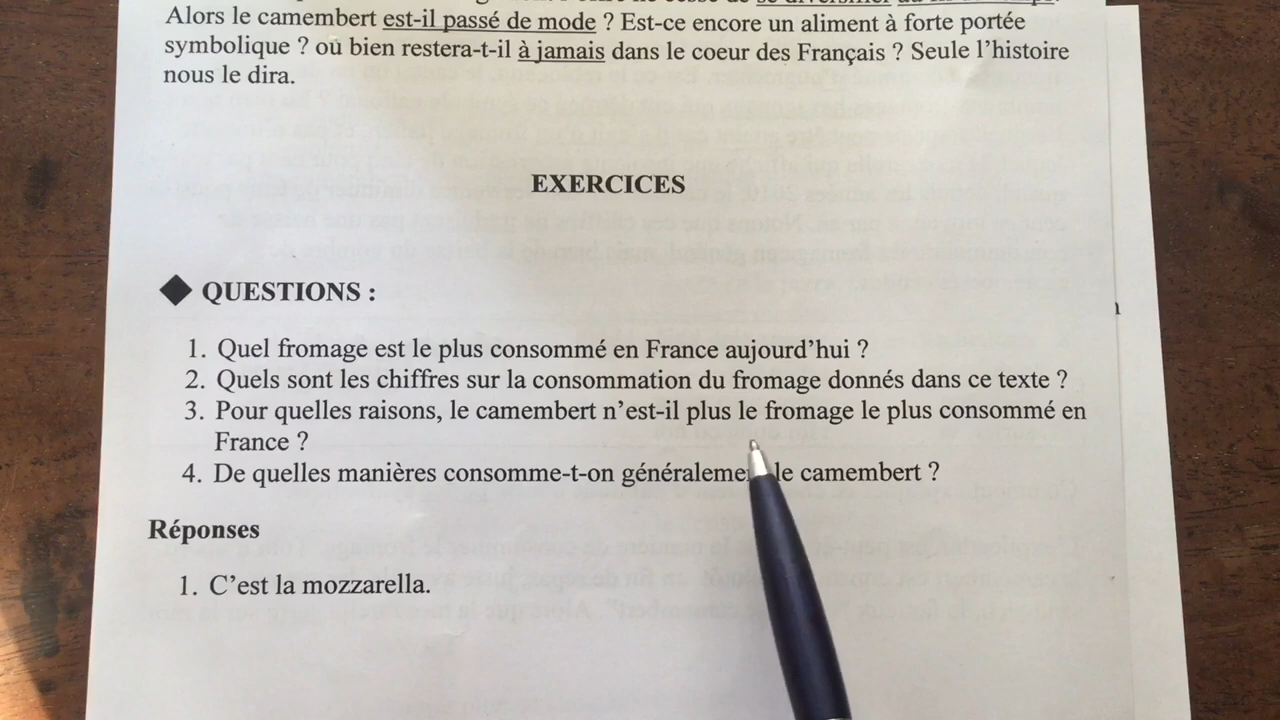 Alors le camembert est-il passé de mode ? Est-ce encore un aliment à forte portée
symbolique ? ou bien restera-t-il à jamais dans le coeur des Français ? Seule l’histoire
nous le dira.
EXERCICES
QUESTIONS :
1. Quel fromage est le plus consommé en France aujourd’hui ?
2. Quels sont les chiffres sur la consommation du fromage donnés dans ce texte ?
3. Pour quelles raisons, le camembert n’est-il plus le fromage le plus consommé en
France ?
4. De quelles manières consomme-t-on généralement le camembert ?
Réponses
1. C’est la mozzarella.